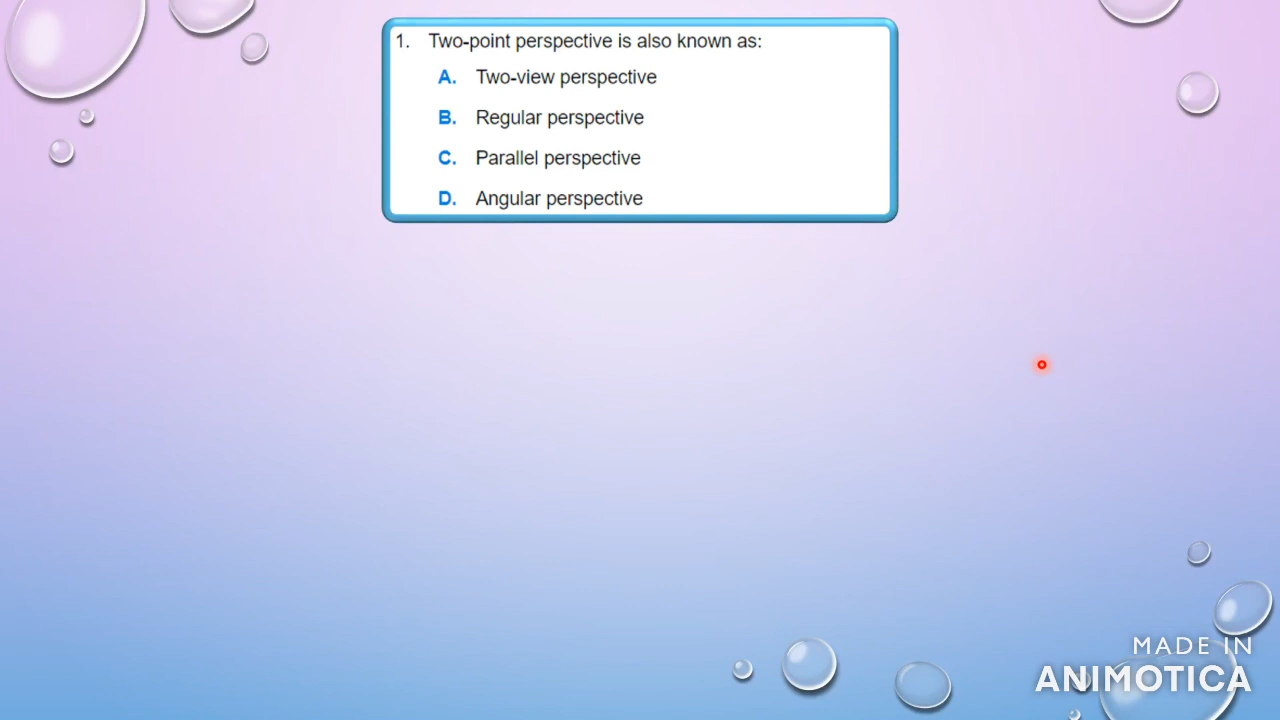 1. Two-point perspective is also known as:
A. Two-view perspective
B. Regular perspective
C. Parallel perspective
D. Angular perspective
MADE IN
ANIMOTICA